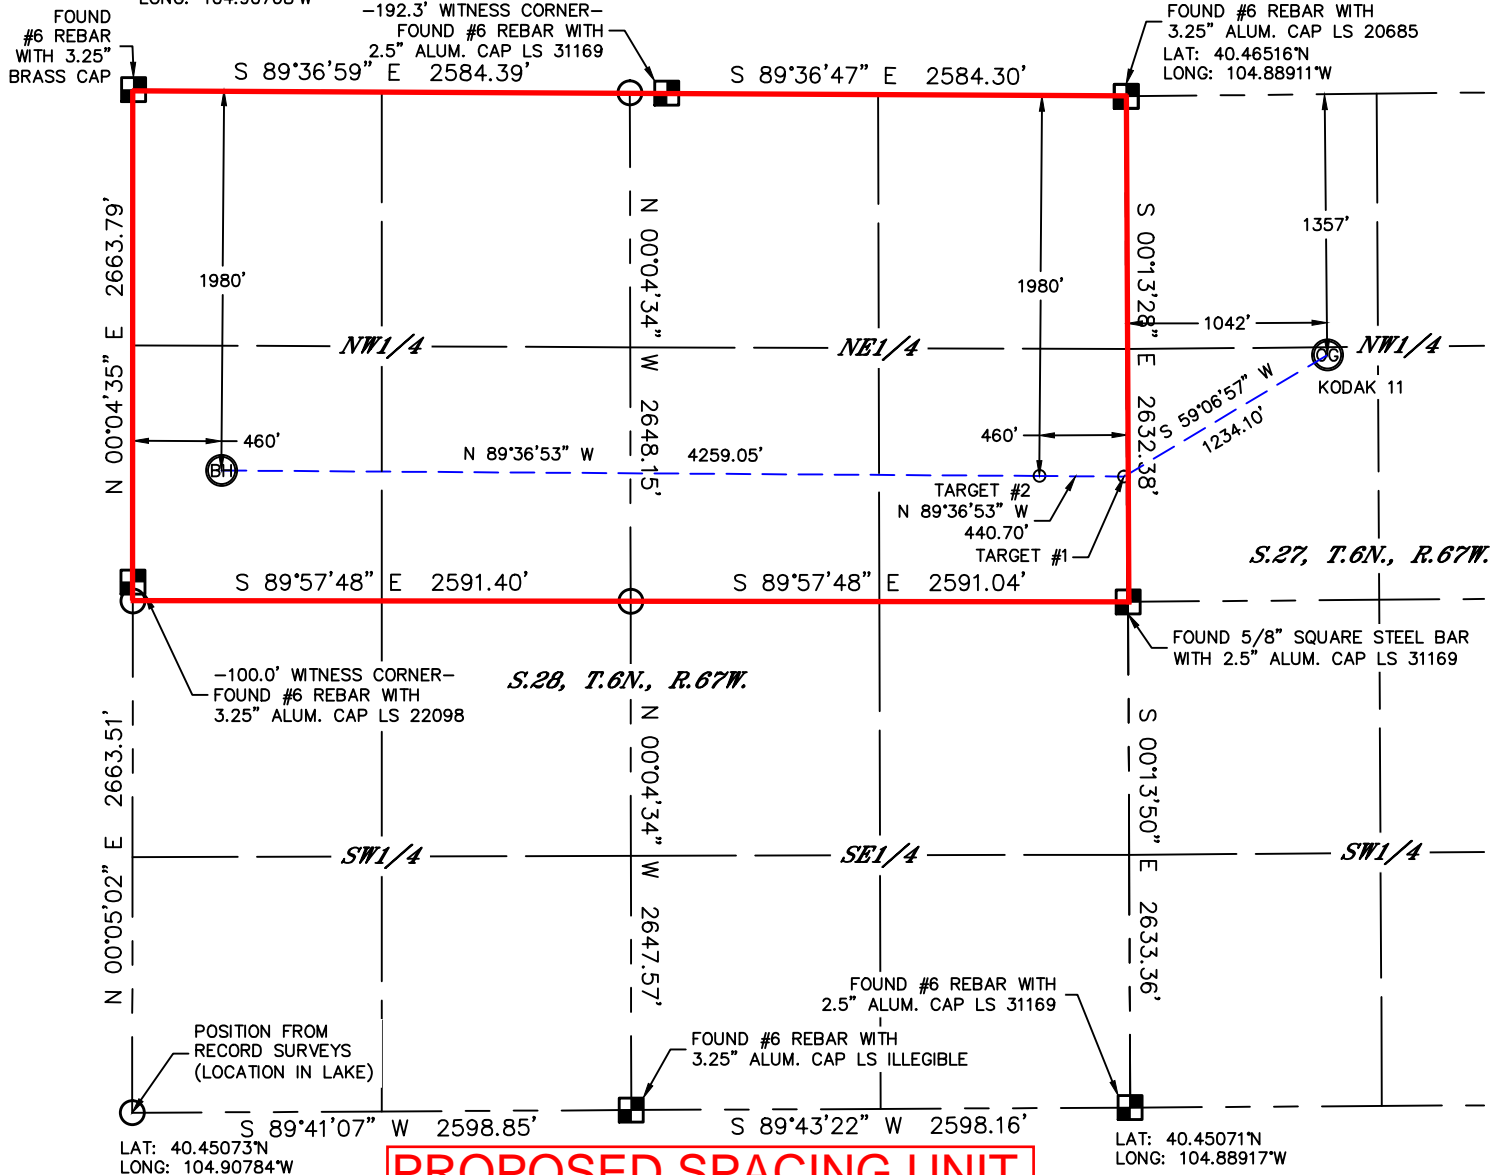 FOUND
#6 REBAR
WITH 3.25"
BRASS CAP
-192.3' WITNESS CORNER-
FOUND #6 REBAR WITH
2.5" ALUM. CAP LS 31169
FOUND #6 REBAR WITH
3.25" ALUM. CAP LS 20685
LAT: 40.46516°N
LONG: 104.88911°W
S 89°36'59" E 2584.39'
S 89°36'47" E 2584.30'
N 00°04'35" E 2663.79'
N 00°04'34" W 2648.15'
S 00°13'28" E 2632.38'
1980'
1980'
1357'
1042'
NW1/4
NE1/4
NW1/4
OG
KODAK 11
S 59°06'57" W
1234.10'
460'
460'
BH
N 89°36'53" W 4259.05'
TARGET #2
N 89°36'53" W
440.70'
TARGET #1
S.27, T.6N., R.67W.
S 89°57'48" E 2591.40'
S 89°57'48" E 2591.04'
FOUND 5/8" SQUARE STEEL BAR
WITH 2.5" ALUM. CAP LS 31169
-100.0' WITNESS CORNER-
FOUND #6 REBAR WITH
3.25" ALUM. CAP LS 22098
S.28, T.6N., R.67W.
N 00°05'02" E 2663.51'
N 00°04'34" W 2647.57'
S 00°13'50" E 2633.36'
SW1/4
SE1/4
SW1/4
FOUND #6 REBAR WITH
2.5" ALUM. CAP LS 31169
POSITION FROM
RECORD SURVEYS
(LOCATION IN LAKE)
FOUND #6 REBAR WITH
3.25" ALUM. CAP LS ILLEGIBLE
S 89°41'07" W 2598.85'
S 89°43'22" W 2598.16'
LAT: 40.45073°N
LONG: 104.90784°W
LAT: 40.45071°N
LONG: 104.88917°W
PROPOSED SPACING UNIT